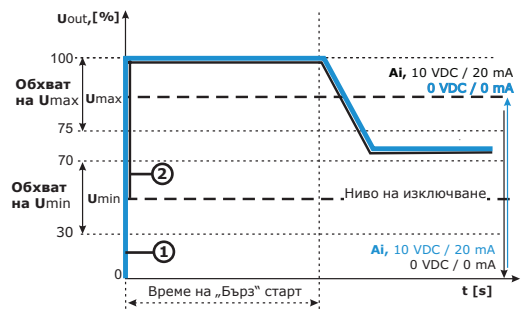 Uout,[%]
100
Обхват
на Umax
Umax
75
70
Обхват
на Umin
Umin
30
0
Ai, 10 VDC / 20 mA
0 VDC / 0 mA
2
Ниво на изключване
1
Ai, 10 VDC / 20 mA
0 VDC / 0 mA
Време на „Бърз” старт
t [s]